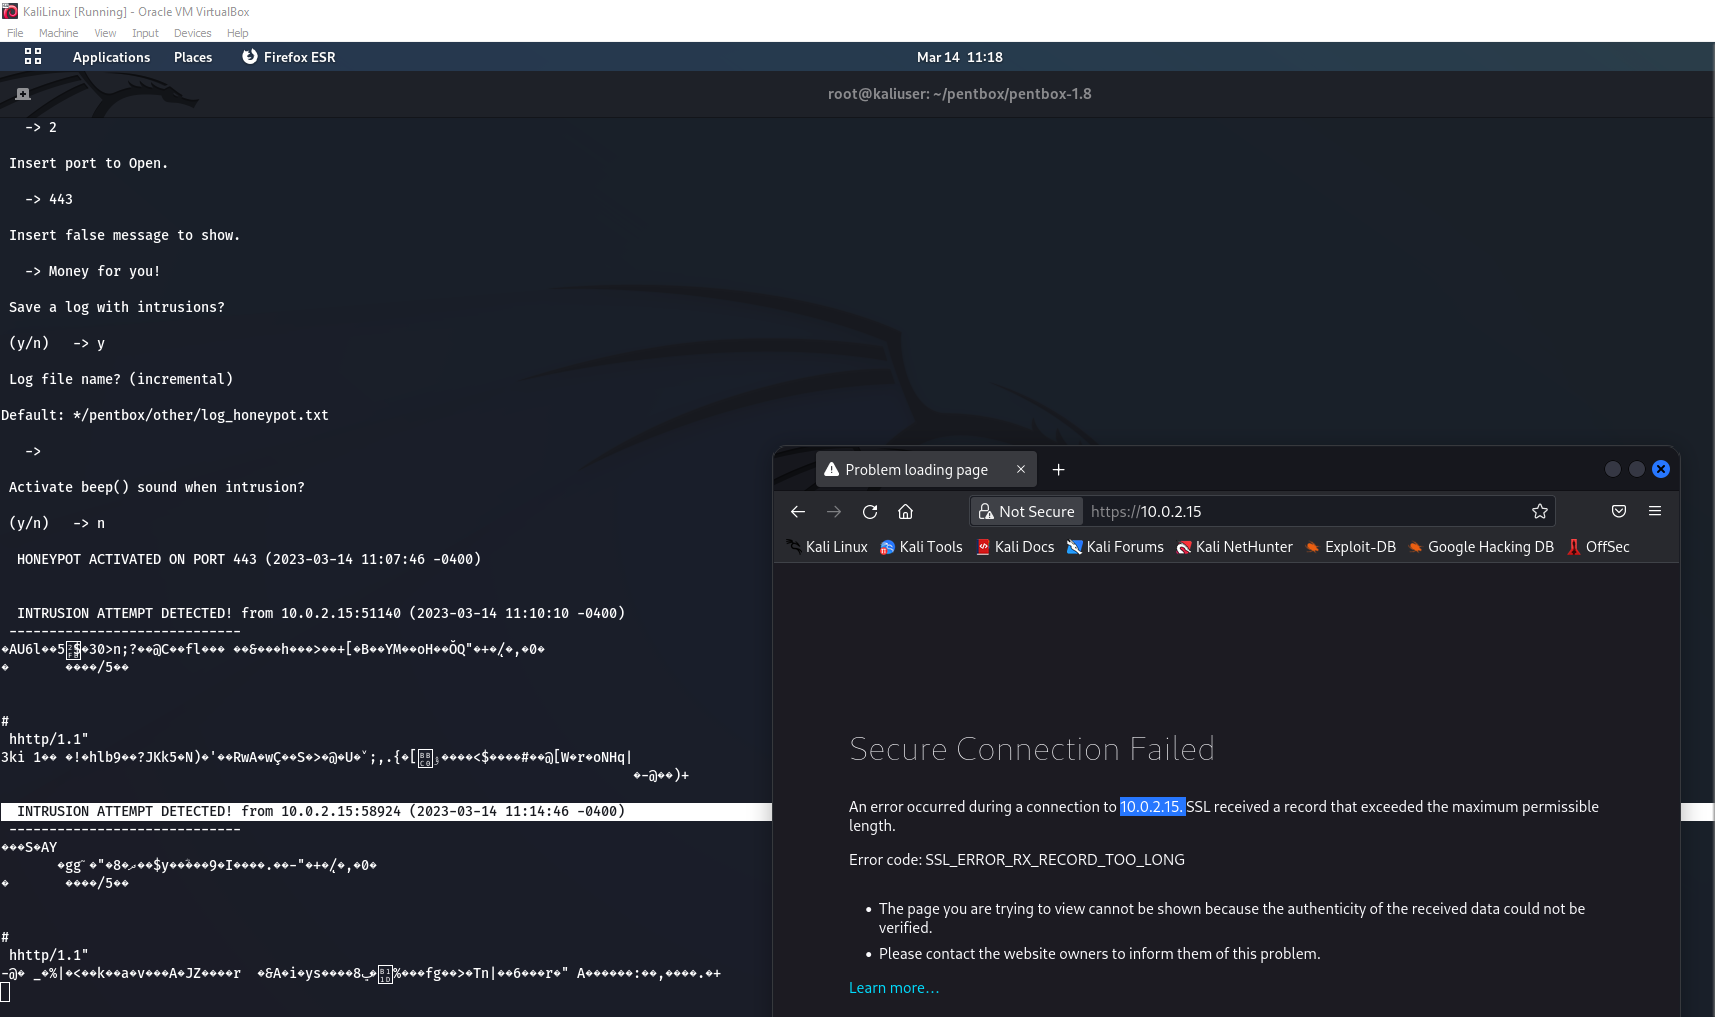 KaliLinux [Running] - Oracle VM VirtualBox
File Machine View Input Devices Help
Applications Places Firefox ESR Mar 14 11:18
root@kaliuser: ~/pentbox/pentbox-1.8
-> 2
Insert port to Open.
-> 443
Insert false message to show.
-> Money for you!
Save a log with intrusions?
(y/n) -> y
Log file name? (incremental)
Default: */pentbox/other/log_honeypot.txt
->
Activate beep() sound when intrusion?
(y/n) -> n
HONEYPOT ACTIVATED ON PORT 443 (2023-03-14 11:07:46 -0400)
INTRUSION ATTEMPT DETECTED! from 10.0.2.15:51140 (2023-03-14 11:10:10 -0400)
-----------------------------
#
hhttp/1.1"
INTRUSION ATTEMPT DETECTED! from 10.0.2.15:58924 (2023-03-14 11:14:46 -0400)
-----------------------------
���S�AY
� ����/5��
#
hhttp/1.1"
Problem loading page
Not Secure https://10.0.2.15
Kali Linux Kali Tools Kali Docs Kali Forums Kali NetHunter Exploit-DB Google Hacking DB OffSec
Secure Connection Failed
An error occurred during a connection to 10.0.2.15. SSL received a record that exceeded the maximum permissible
length.
Error code: SSL_ERROR_RX_RECORD_TOO_LONG
• The page you are trying to view cannot be shown because the authenticity of the received data could not be
verified.
• Please contact the website owners to inform them of this problem.
Learn more…